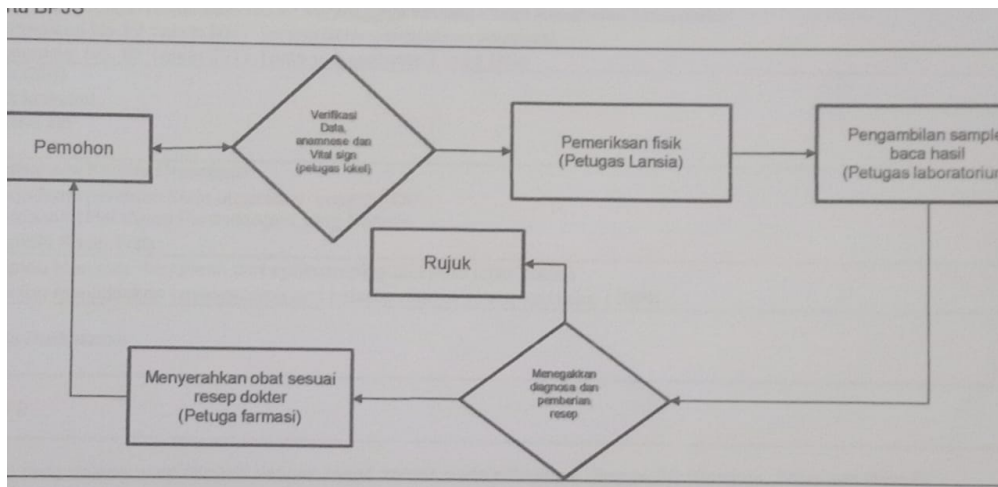 BPJS
Pemohon
Verifikasi
Data,
anamnese dan
Vital sign
(petugas loket)
Pemeriksan fisik
(Petugas Lansia)
Pengambilan sample
baca hasil
(Petugas laboratorium
Rujuk
Menegakkan
diagnosa dan
pemberian
resep
Menyerahkan obat sesuai
resep dokter
(Petuga farmasi)